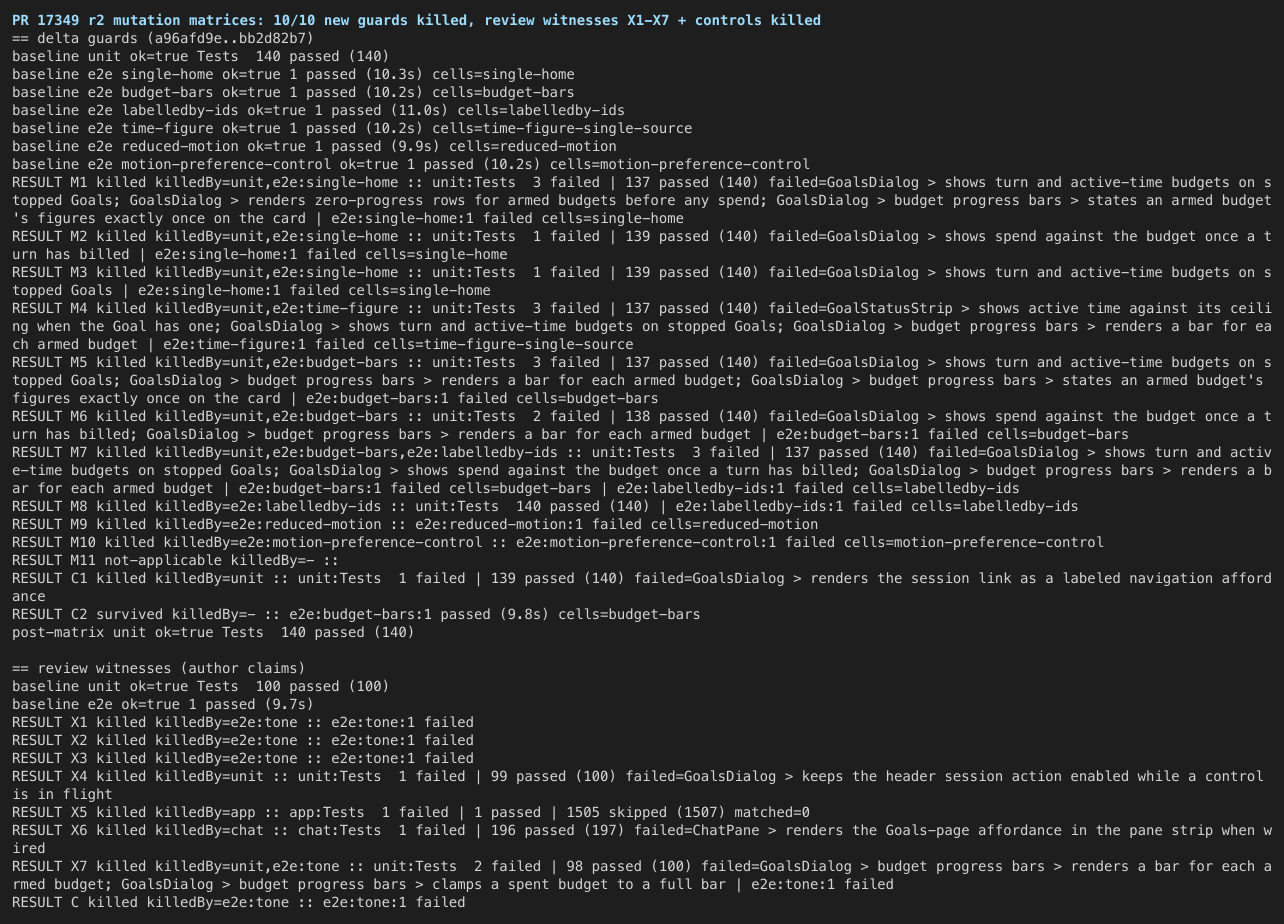 PR 17349 r2 mutation matrices: 10/10 new guards killed, review witnesses X1-X7 + controls killed
== delta guards (a96afd9e..bb2d82b7)
baseline unit ok=true Tests  140 passed (140)
baseline e2e single-home ok=true 1 passed (10.3s) cells=single-home
baseline e2e budget-bars ok=true 1 passed (10.2s) cells=budget-bars
baseline e2e labelledby-ids ok=true 1 passed (11.0s) cells=labelledby-ids
baseline e2e time-figure ok=true 1 passed (10.2s) cells=time-figure-single-source
baseline e2e reduced-motion ok=true 1 passed (9.9s) cells=reduced-motion
baseline e2e motion-preference-control ok=true 1 passed (10.2s) cells=motion-preference-control
RESULT M1 killed killedBy=unit,e2e:single-home :: unit:Tests  3 failed | 137 passed (140) failed=GoalsDialog > shows turn and active-time budgets on s
topped Goals; GoalsDialog > renders zero-progress rows for armed budgets before any spend; GoalsDialog > budget progress bars > states an armed budget
's figures exactly once on the card | e2e:single-home:1 failed cells=single-home
RESULT M2 killed killedBy=unit,e2e:single-home :: unit:Tests  1 failed | 139 passed (140) failed=GoalsDialog > shows spend against the budget once a t
urn has billed | e2e:single-home:1 failed cells=single-home
RESULT M3 killed killedBy=unit,e2e:single-home :: unit:Tests  1 failed | 139 passed (140) failed=GoalsDialog > shows turn and active-time budgets on s
topped Goals | e2e:single-home:1 failed cells=single-home
RESULT M4 killed killedBy=unit,e2e:time-figure :: unit:Tests  3 failed | 137 passed (140) failed=GoalStatusStrip > shows active time against its ceili
ng when the Goal has one; GoalsDialog > shows turn and active-time budgets on stopped Goals; GoalsDialog > budget progress bars > renders a bar for ea
ch armed budget | e2e:time-figure:1 failed cells=time-figure-single-source
RESULT M5 killed killedBy=unit,e2e:budget-bars :: unit:Tests  3 failed | 137 passed (140) failed=GoalsDialog > shows turn and active-time budgets on s
topped Goals; GoalsDialog > budget progress bars > renders a bar for each armed budget; GoalsDialog > budget progress bars > states an armed budget's
figures exactly once on the card | e2e:budget-bars:1 failed cells=budget-bars
RESULT M6 killed killedBy=unit,e2e:budget-bars :: unit:Tests  2 failed | 138 passed (140) failed=GoalsDialog > shows spend against the budget once a t
urn has billed; GoalsDialog > budget progress bars > renders a bar for each armed budget | e2e:budget-bars:1 failed cells=budget-bars
RESULT M7 killed killedBy=unit,e2e:budget-bars,e2e:labelledby-ids :: unit:Tests  3 failed | 137 passed (140) failed=GoalsDialog > shows turn and activ
e-time budgets on stopped Goals; GoalsDialog > shows spend against the budget once a turn has billed; GoalsDialog > budget progress bars > renders a b
ar for each armed budget | e2e:budget-bars:1 failed cells=budget-bars | e2e:labelledby-ids:1 failed cells=labelledby-ids
RESULT M8 killed killedBy=e2e:labelledby-ids :: unit:Tests  140 passed (140) | e2e:labelledby-ids:1 failed cells=labelledby-ids
RESULT M9 killed killedBy=e2e:reduced-motion :: e2e:reduced-motion:1 failed cells=reduced-motion
RESULT M10 killed killedBy=e2e:motion-preference-control :: e2e:motion-preference-control:1 failed cells=motion-preference-control
RESULT M11 not-applicable killedBy=- ::
RESULT C1 killed killedBy=unit :: unit:Tests  1 failed | 139 passed (140) failed=GoalsDialog > renders the session link as a labeled navigation afford
ance
RESULT C2 survived killedBy=- :: e2e:budget-bars:1 passed (9.8s) cells=budget-bars
post-matrix unit ok=true Tests  140 passed (140)

== review witnesses (author claims)
baseline unit ok=true Tests  100 passed (100)
baseline e2e ok=true 1 passed (9.7s)
RESULT X1 killed killedBy=e2e:tone :: e2e:tone:1 failed
RESULT X2 killed killedBy=e2e:tone :: e2e:tone:1 failed
RESULT X3 killed killedBy=e2e:tone :: e2e:tone:1 failed
RESULT X4 killed killedBy=unit :: unit:Tests  1 failed | 99 passed (100) failed=GoalsDialog > keeps the header session action enabled while a control
is in flight
RESULT X5 killed killedBy=app :: app:Tests  1 failed | 1 passed | 1505 skipped (1507) matched=0
RESULT X6 killed killedBy=chat :: chat:Tests  1 failed | 196 passed (197) failed=ChatPane > renders the Goals-page affordance in the pane strip when w
ired
RESULT X7 killed killedBy=unit,e2e:tone :: unit:Tests  2 failed | 98 passed (100) failed=GoalsDialog > budget progress bars > renders a bar for each a
rmed budget; GoalsDialog > budget progress bars > clamps a spent budget to a full bar | e2e:tone:1 failed
RESULT C killed killedBy=e2e:tone :: e2e:tone:1 failed